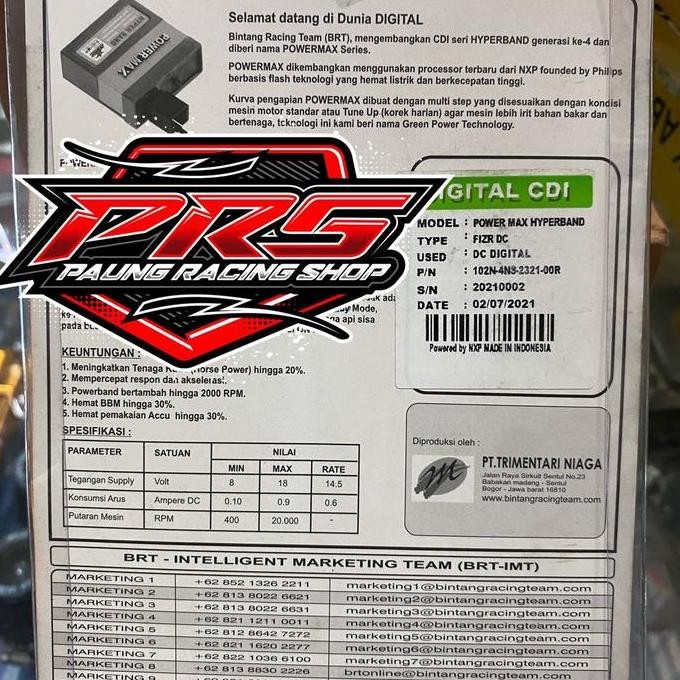 Selamat datang di Dunia DIGITAL
Bintang Racing Team (BRT), mengembangkan CDI seri HYPERBAND generasi ke-4 dan
diberi nama POWERMAX Series.
POWERMAX dikembangkan menggunakan processor terbaru dari NXP founded by Philips
berbasis flash teknologi yang hemat listrik dan berkecepatan tinggi.
Kurva pengapian POWERMAX dibuat dengan multi step yang disesuaikan dengan kondisi
mesin motor standar atau Tune Up (korek harian) agar mesin lebih irit bahan bakar dan
bertenaga, teknologi ini kami beri nama Green Power Technology.
POWER MAX
PRS
PAUNG RACING SHOP
DIGITAL CDI
MODEL : POWER MAX HYPERBAND
TYPE : FIZR DC
USED : DC DIGITAL
P/N : 102N-4NS-2321-00R
S/N : 20210002
DATE : 02/07/2021
Powered by NXP MADE IN INDONESIA
Mode,
api sisa
pada
KEUNTUNGAN :
1. Meningkatkan Tenaga (Horse Power) hingga 20%.
2. Mempercepat respon dan akselerasi.
3. Powerband bertambah hingga 2000 RPM.
4. Hemat BBM hingga 30%.
5. Hemat pemakaian Accu hingga 30%.
SPESIFIKASI :
PARAMETER SATUAN NILAI
MIN MAX RATE
Tegangan Supply Volt 8 18 14.5
Konsumsi Arus Ampere DC 0.10 0.9 0.6
Putaran Mesin RPM 400 20.000 -
Diproduksi oleh :
PT.TRIMENTARI NIAGA
Jalan Raya Sirkuit Sentul No.23
Babakan madang - Sentul
Bogor - Jawa barat 16810
www.bintangracingteam.com
BRT - INTELLIGENT MARKETING TEAM (BRT-IMT)
MARKETING 1 +62 852 1326 2211 marketing1@bintangracingteam.com
MARKETING 2 +62 813 8022 6621 marketing2@bintangracingteam.com
MARKETING 3 +62 813 8022 6631 marketing3@bintangracingteam.com
MARKETING 4 +62 821 1211 0011 marketing4@bintangracingteam.com
MARKETING 5 +62 812 8642 7272 marketing5@bintangracingteam.com
MARKETING 6 +62 821 1620 2277 marketing6@bintangracingteam.com
MARKETING 7 +62 822 1036 6100 marketing7@bintangracingteam.com
MARKETING 8 +62 813 8830 2226 brtonline@bintangracingteam.com
MARKETING 9